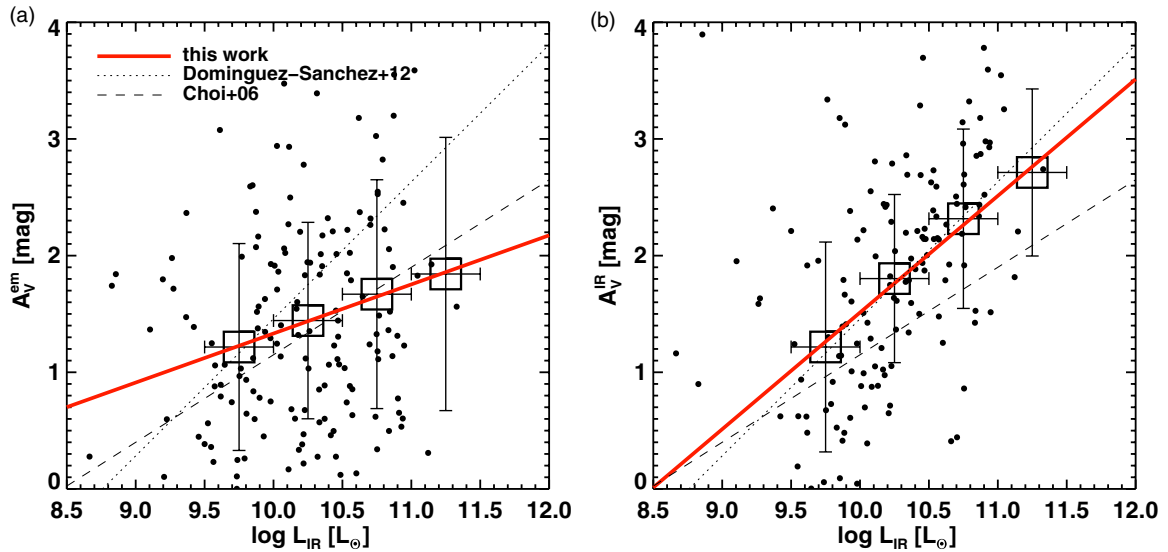 (a)
(b)
this work
Dominguez−Sanchez+12
Choi+06
4
3
2
1
0
A_V^em [mag]
8.5 9.0 9.5 10.0 10.5 11.0 11.5 12.0
log L_IR [L_⊙]
4
3
2
1
0
A_V^IR [mag]
8.5 9.0 9.5 10.0 10.5 11.0 11.5 12.0
log L_IR [L_⊙]